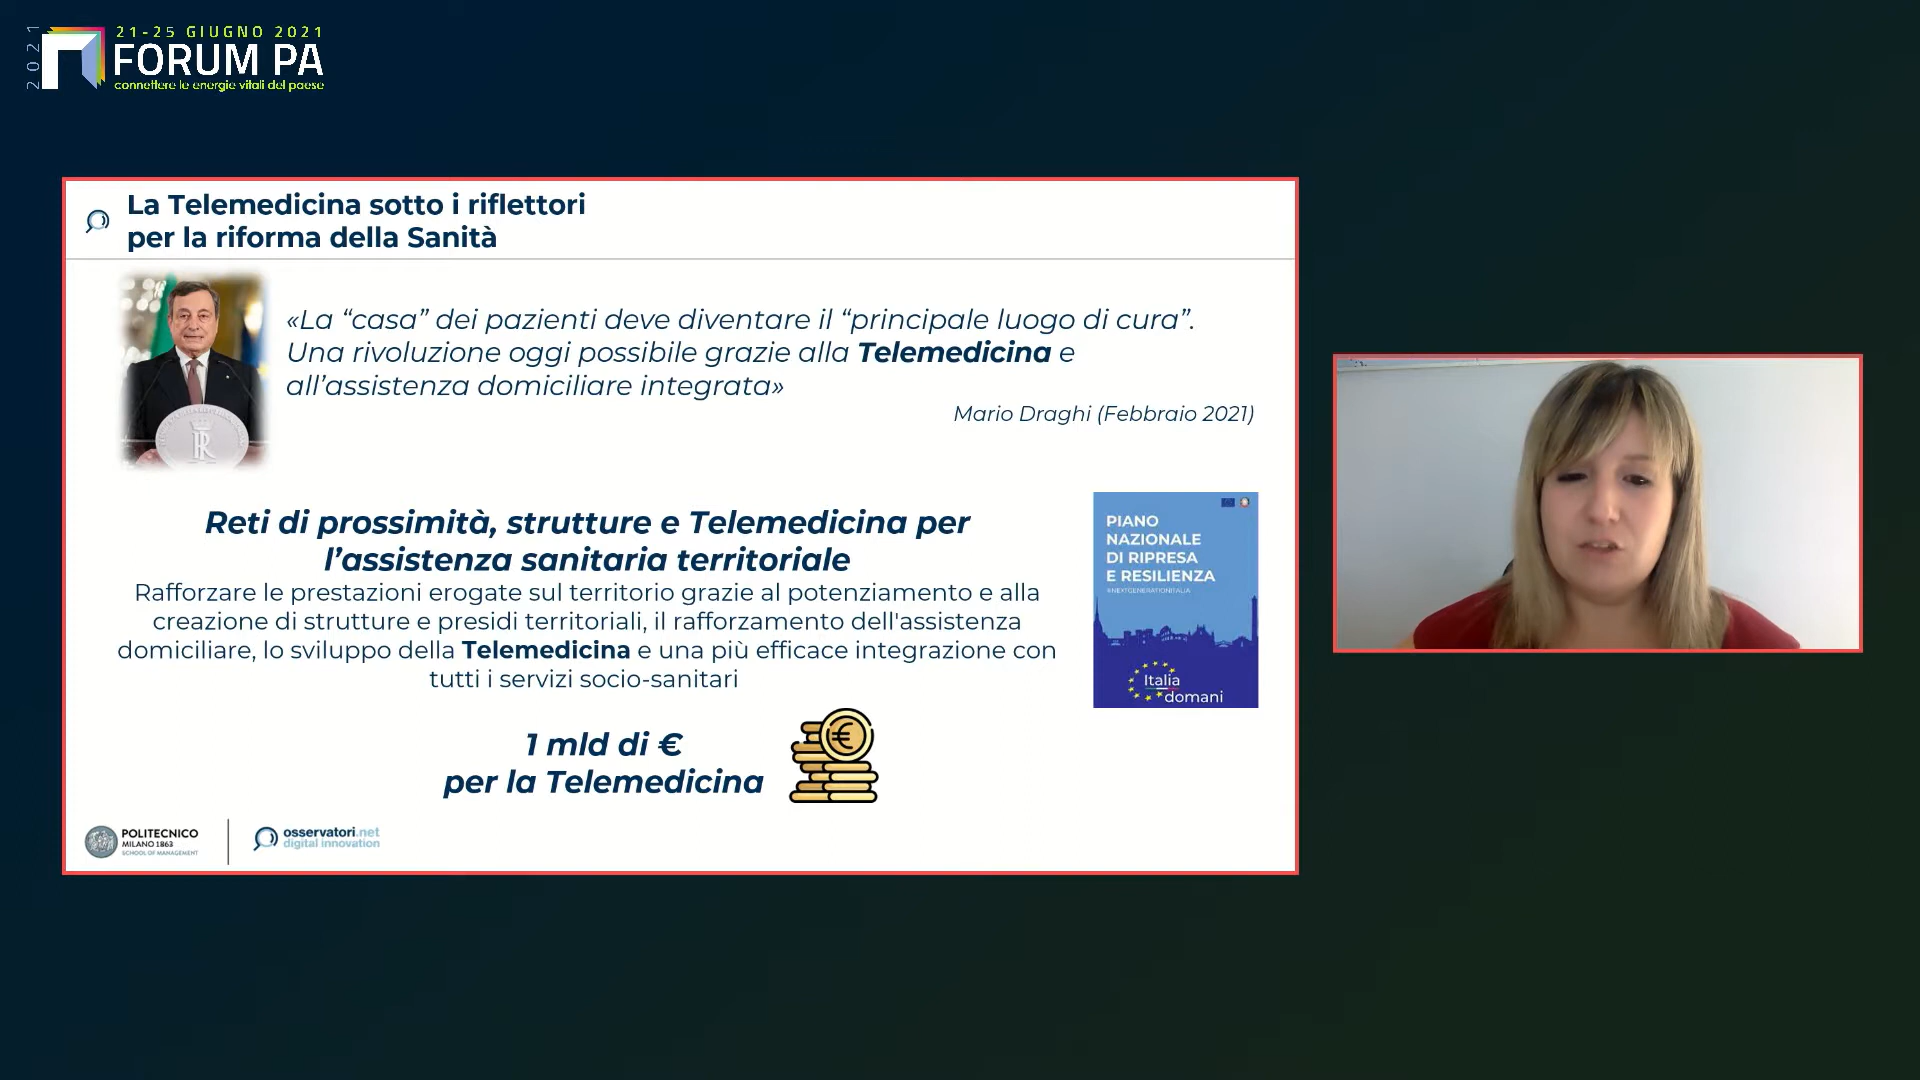 2021
21-25 GIUGNO 2021
FORUM PA
connettere le energie vitali del paese
La Telemedicina sotto i riflettori
per la riforma della Sanità
«La “casa” dei pazienti deve diventare il “principale luogo di cura”.
Una rivoluzione oggi possibile grazie alla Telemedicina e
all’assistenza domiciliare integrata»
Mario Draghi (Febbraio 2021)
Reti di prossimità, strutture e Telemedicina per
l’assistenza sanitaria territoriale
Rafforzare le prestazioni erogate sul territorio grazie al potenziamento e alla
creazione di strutture e presidi territoriali, il rafforzamento dell'assistenza
domiciliare, lo sviluppo della Telemedicina e una più efficace integrazione con
tutti i servizi socio-sanitari
PIANO
NAZIONALE
DI RIPRESA
E RESILIENZA
#NEXTGENERATIONITALIA
Italia
domani
1 mld di €
per la Telemedicina
€
POLITECNICO
MILANO 1863
SCHOOL OF MANAGEMENT
osservatori.net
digital innovation